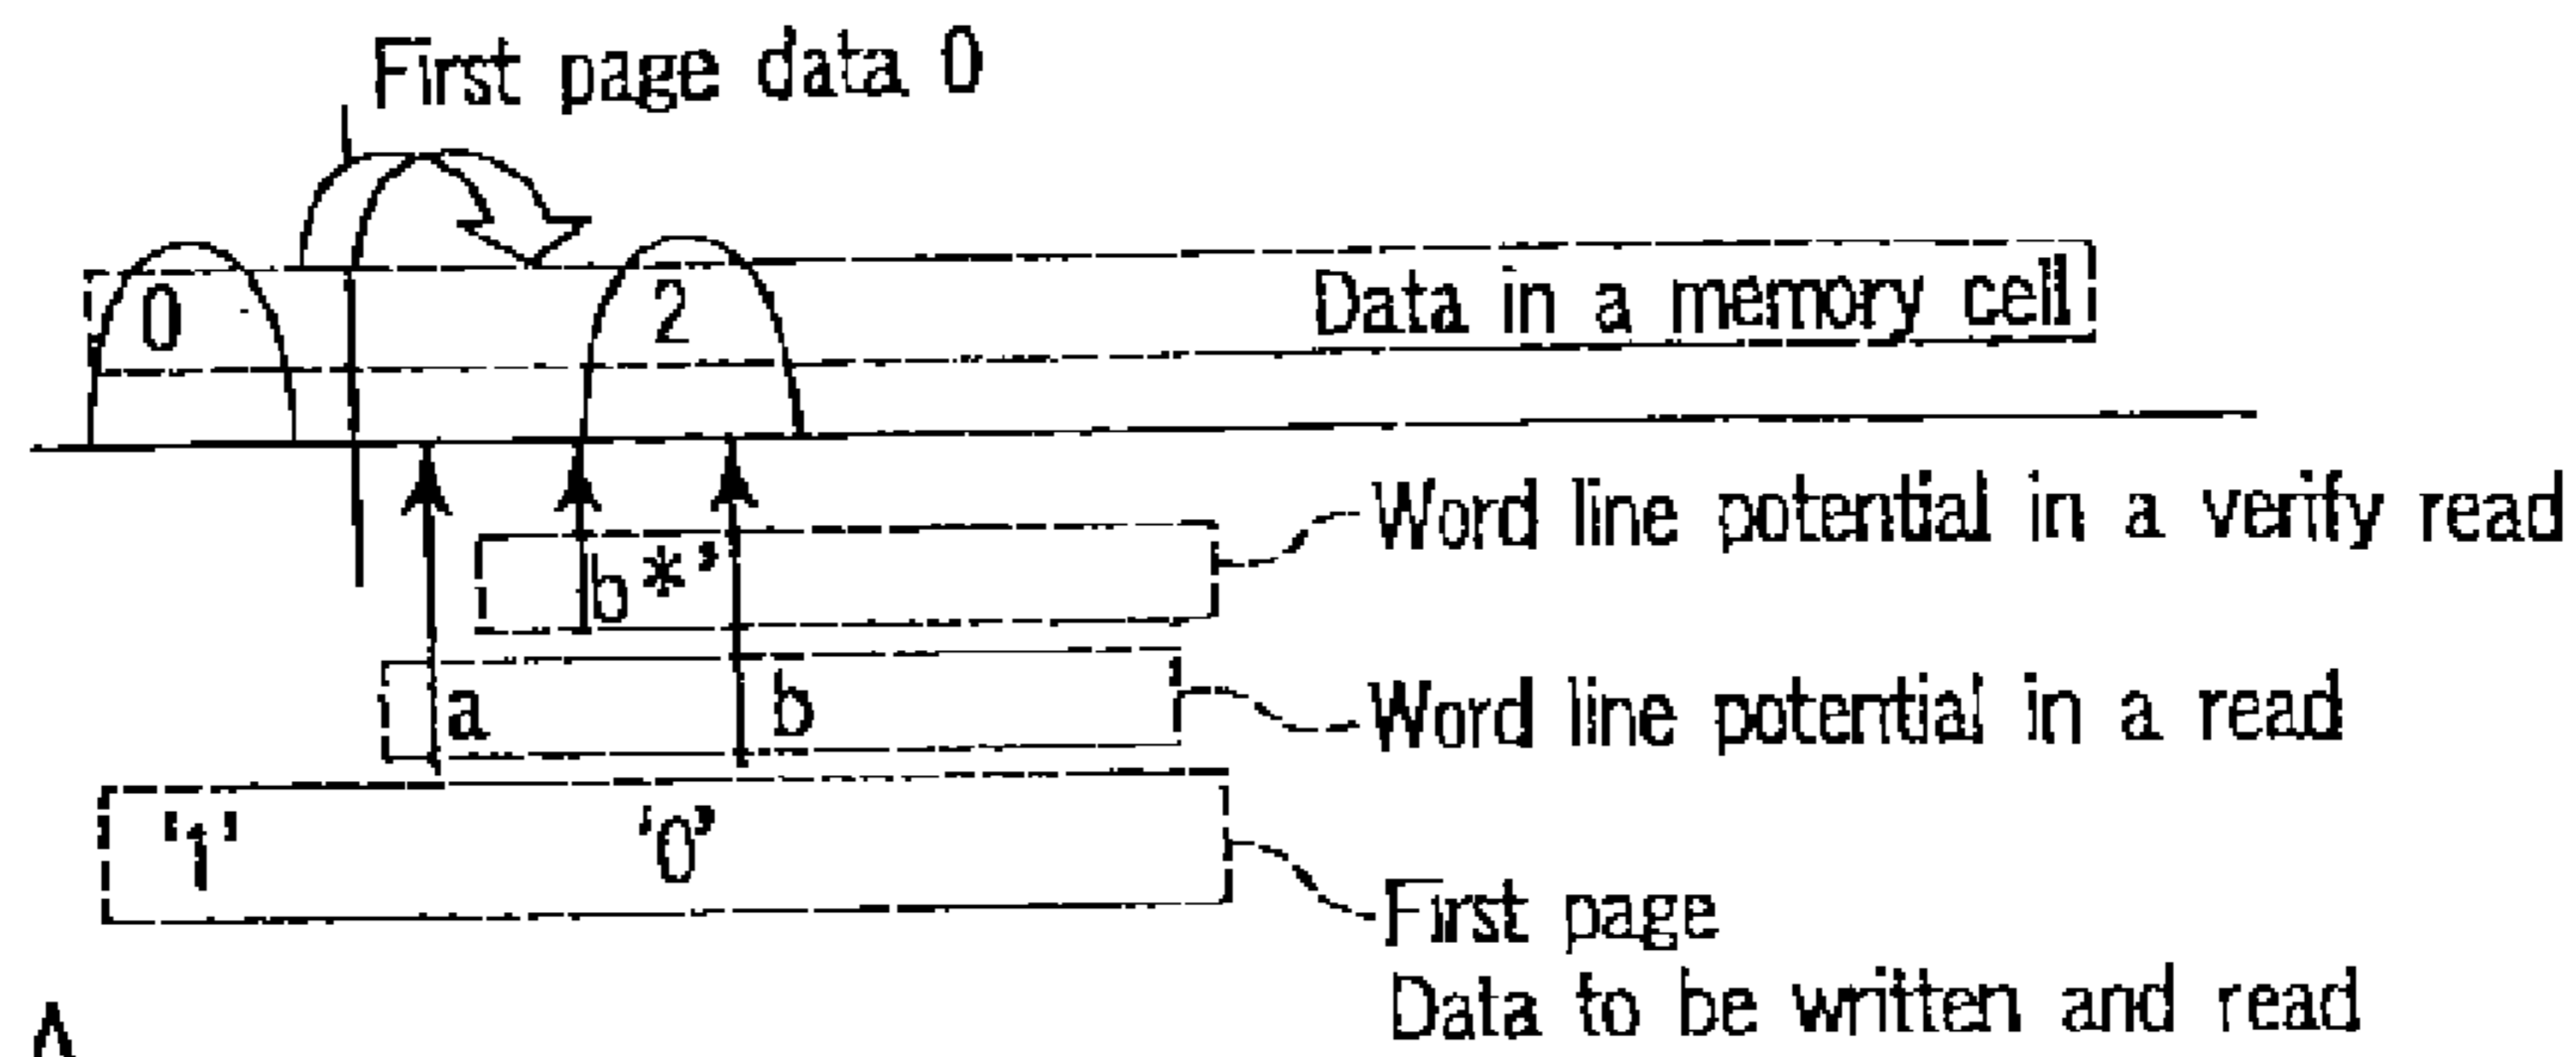 First page data 0
0 2 Data in a memory cell
Word line potential in a verify read
b*'
a b
Word line potential in a read
'1' '0'
First page
Data to be written and read